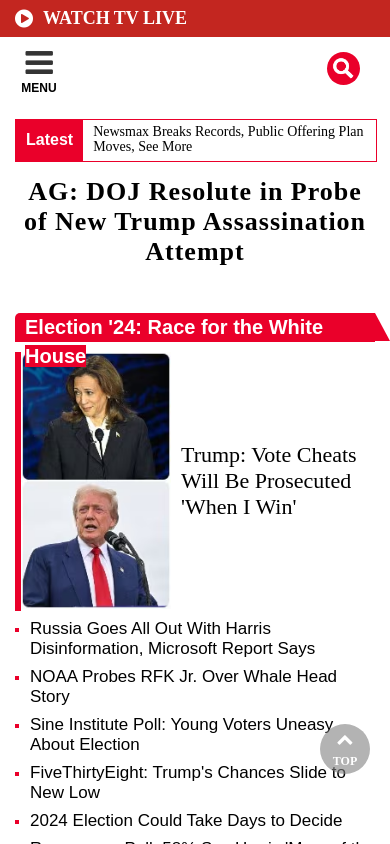 WATCH TV LIVE
MENU
Latest
Newsmax Breaks Records, Public Offering Plan
Moves, See More
AG: DOJ Resolute in Probe
of New Trump Assassination
Attempt
Election '24: Race for the White
House
Trump: Vote Cheats
Will Be Prosecuted
'When I Win'
Russia Goes All Out With Harris
Disinformation, Microsoft Report Says
NOAA Probes RFK Jr. Over Whale Head
Story
Sine Institute Poll: Young Voters Uneasy
About Election
FiveThirtyEight: Trump's Chances Slide to
New Low
TOP
2024 Election Could Take Days to Decide